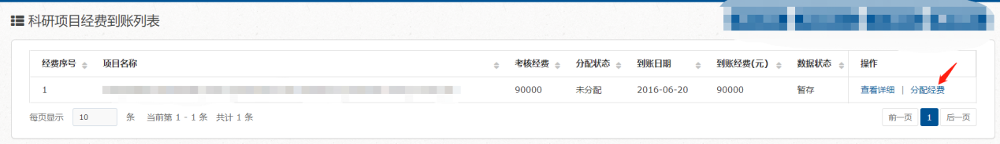 科研项目经费到账列表
经费序号 项目名称 考核经费 分配状态 到账日期 到账经费(元) 数据状态 操作
1 90000 未分配 2016-06-20 90000 暂存 查看详细 | 分配经费
每页显示 10 条 当前第 1 - 1 条 共计 1 条 前一页 1 后一页